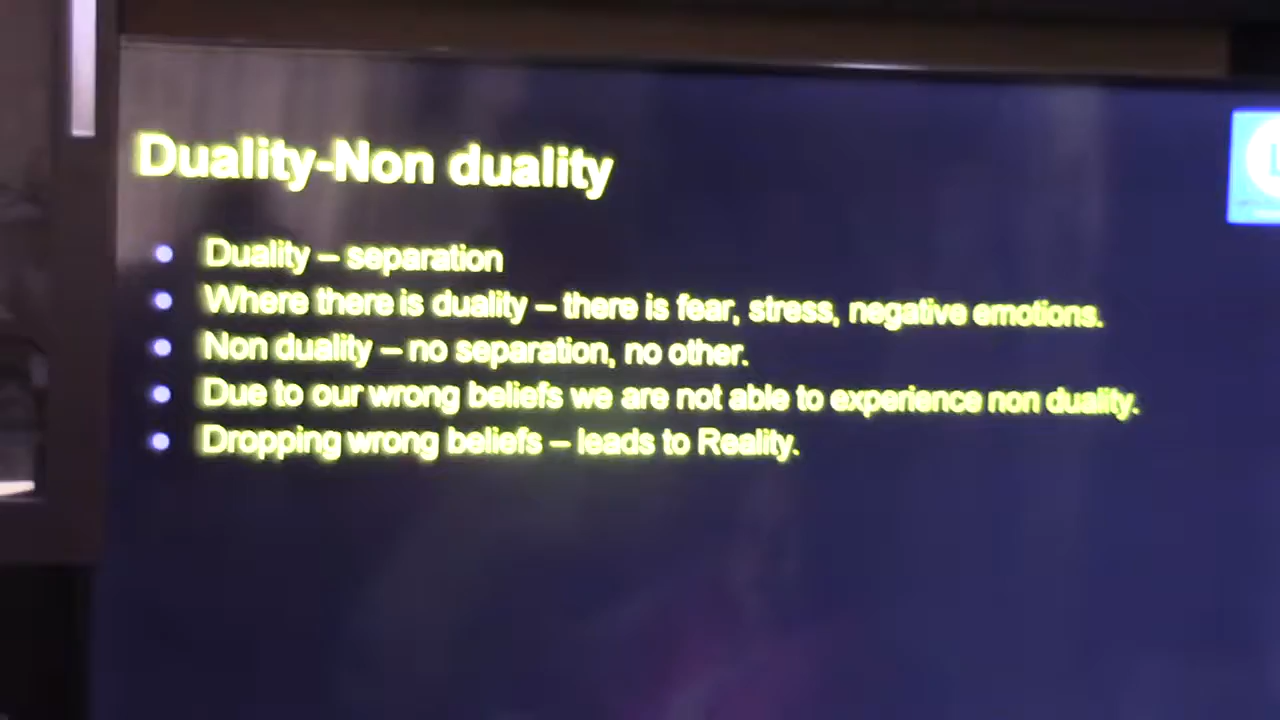 Duality-Non duality
Duality – separation
Where there is duality – there is fear, stress, negative emotions.
Non duality – no separation, no other.
Due to our wrong beliefs we are not able to experience non duality.
Dropping wrong beliefs – leads to Reality.